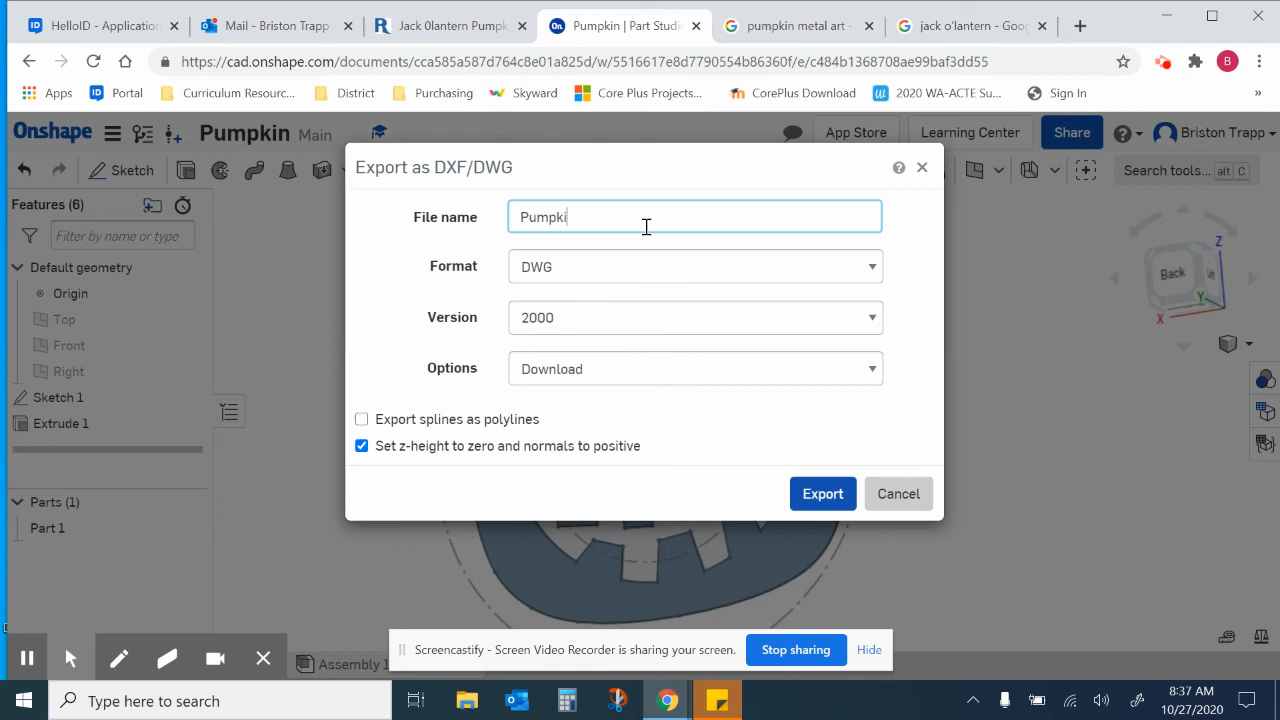 HelloID - Application
Mail - Briston Trapp
Jack 0lantern Pumpk
Pumpkin | Part Studi
pumpkin metal art -
jack o'lantern - Goog
https://cad.onshape.com/documents/cca585a587d764c8e01a825d/w/5516617e8d7790554b86360f/e/c484b1368708ae99baf3dd55
B
Apps
Portal
Curriculum Resourc...
District
Purchasing
Skyward
Core Plus Projects...
CorePlus Download
2020 WA-ACTE Su...
Sign In
»
Onshape
Pumpkin Main
App Store
Learning Center
Share
Briston Trapp
Sketch
Search tools... alt C
Features (6)
Filter by name or type
Default geometry
Origin
Top
Front
Right
Sketch 1
Extrude 1
Parts (1)
Part 1
Export as DXF/DWG
File name
Pumpki
Format
DWG
Version
2000
Options
Download
Export splines as polylines
Set z-height to zero and normals to positive
Export
Cancel
Z
Back
Y
X
Assembly 1
Screencastify - Screen Video Recorder is sharing your screen.
Stop sharing
Hide
Type here to search
8:37 AM
10/27/2020